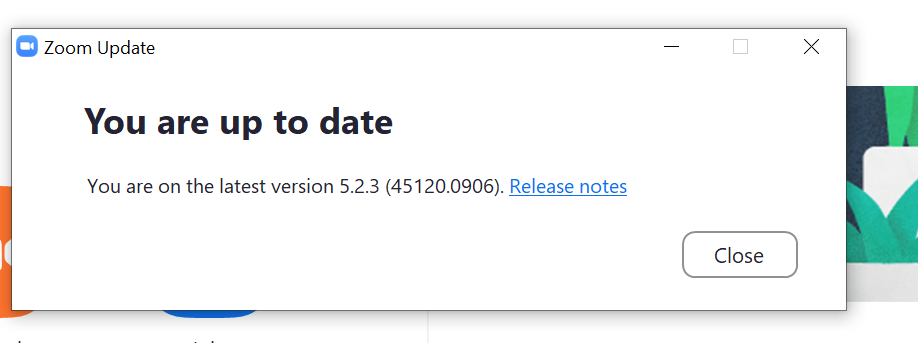 Zoom Update
You are up to date
You are on the latest version 5.2.3 (45120.0906). Release notes
Close